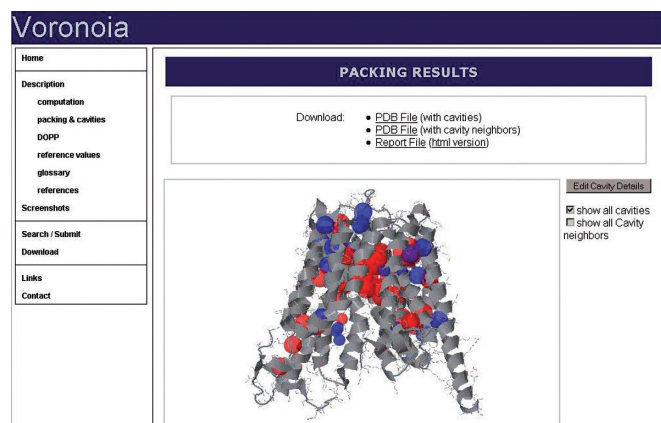 Voronoia
Home
Description
computation
packing & cavities
DOPP
reference values
glossary
references
Screenshots
Search / Submit
Download
Links
Contact
PACKING RESULTS
Download:
• PDB File (with cavities)
• PDB File (with cavity neighbors)
• Report File (html version)
Edit Cavity Details
show all cavities
show all Cavity
neighbors